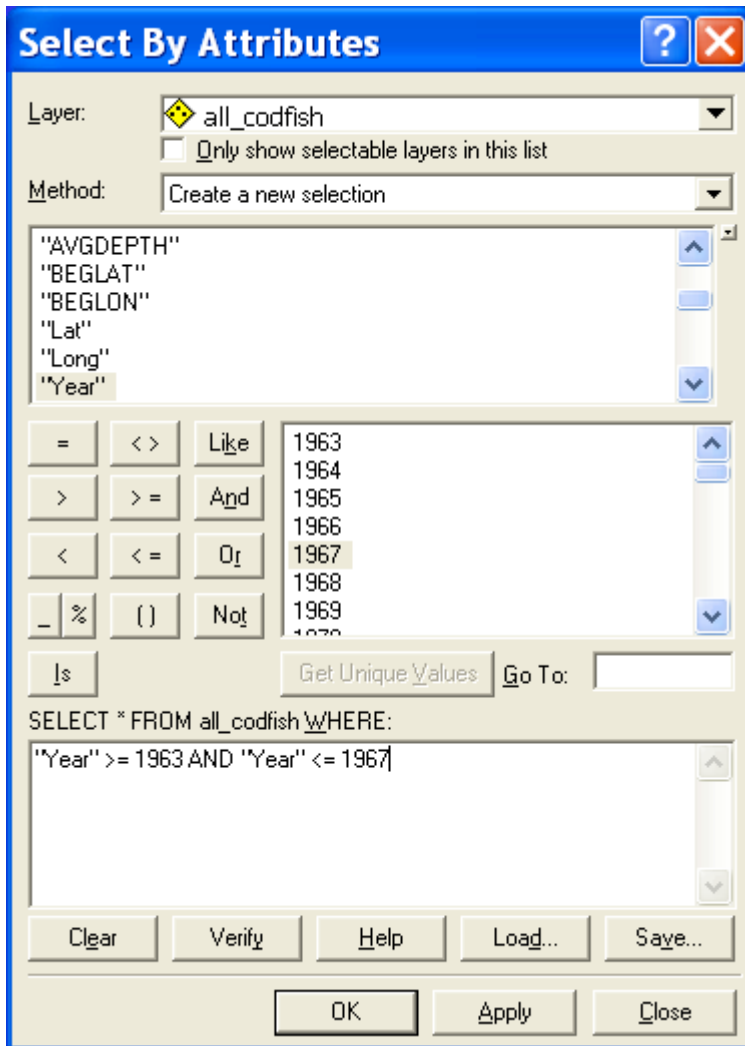 Select By Attributes ?
Layer: all_codfish
Only show selectable layers in this list
Method: Create a new selection
"AVGDEPTH"
"BEGLAT"
"BEGLON"
"Lat"
"Long"
"Year"
= < > Like
> > = And
< < = Or
_ % ( ) Not
Is
1963
1964
1965
1966
1967
1968
1969
Get Unique Values Go To:
SELECT * FROM all_codfish WHERE:
"Year" >= 1963 AND "Year" <= 1967
Clear Verify Help Load... Save...
OK Apply Close